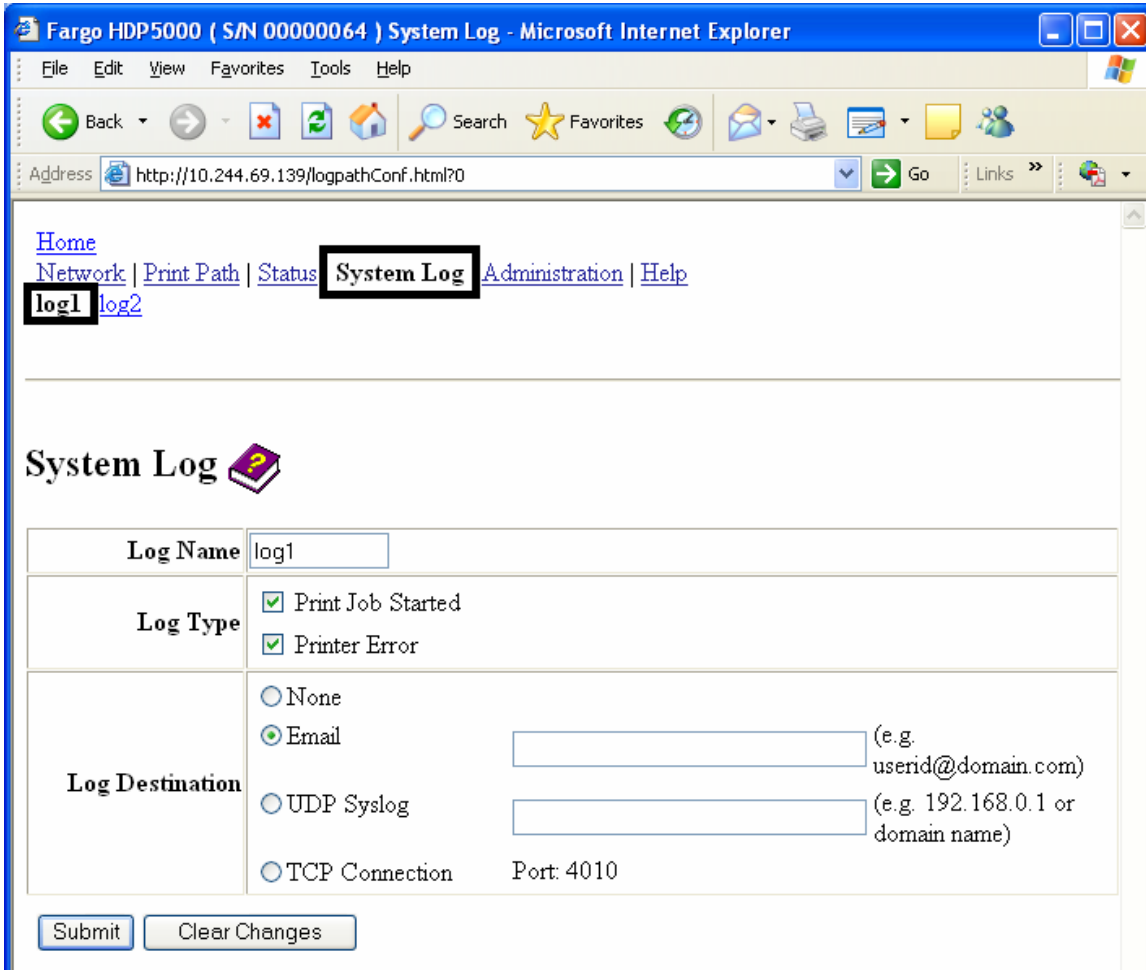 Fargo HDP5000 ( S/N 00000064 ) System Log - Microsoft Internet Explorer
File Edit View Favorites Tools Help
Back Search Favorites
Address http://10.244.69.139/logpathConf.html?0 Go Links »
Home
Network | Print Path | Status System Log Administration | Help
log1 log2
System Log
Log Name log1
Log Type Print Job Started
Printer Error
None
Email (e.g.
userid@domain.com)
Log Destination
UDP Syslog (e.g. 192.168.0.1 or
domain name)
TCP Connection Port: 4010
Submit Clear Changes